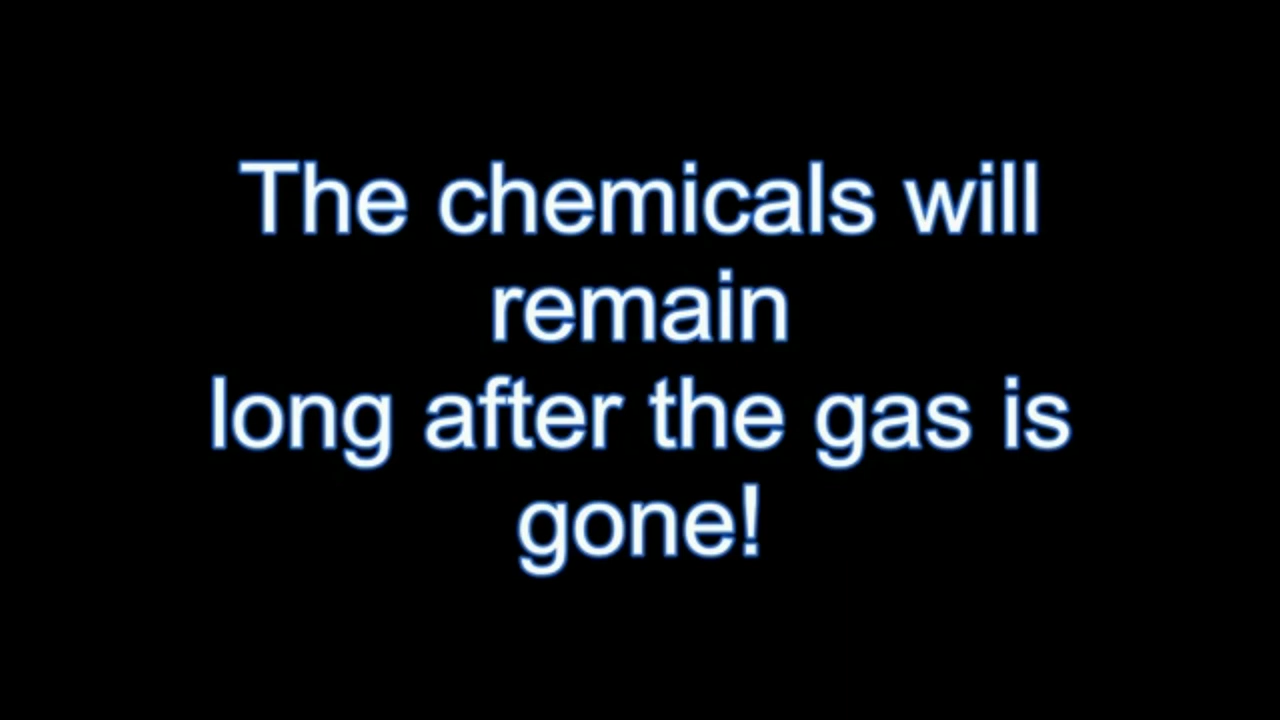 The chemicals will
remain
long after the gas is
gone!